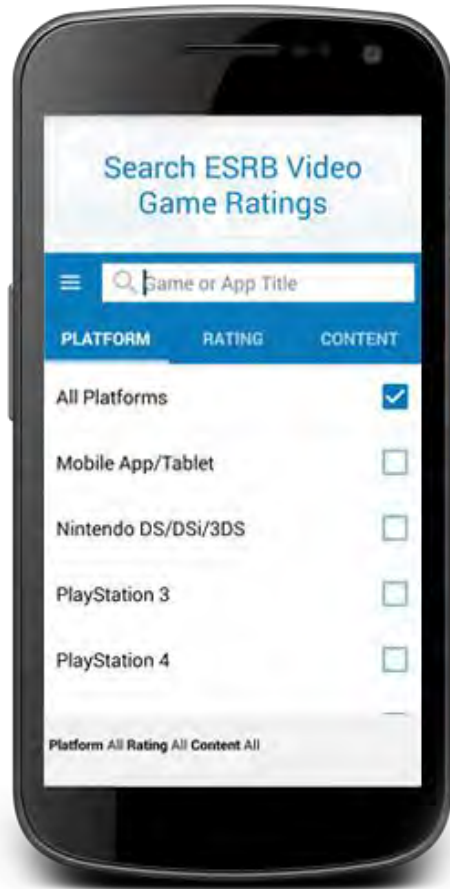 Search ESRB Video
Game Ratings
Game or App Title
PLATFORM RATING CONTENT
All Platforms
Mobile App/Tablet
Nintendo DS/DSi/3DS
PlayStation 3
PlayStation 4
Platform All Rating All Content All